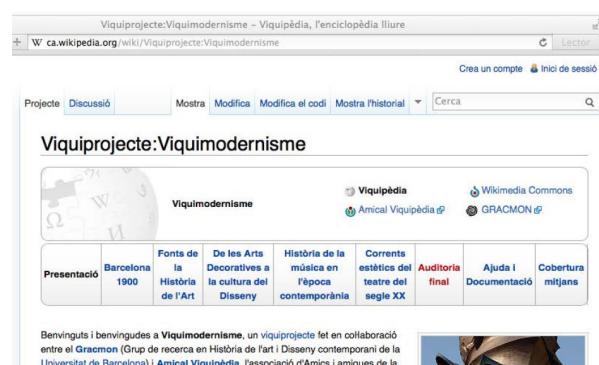 Viquiprojecte:Viquimodernisme – Viquipèdia, l'enciclopèdia lliure
+ W ca.wikipedia.org/wiki/Viquiprojecte:Viquimodernisme C Lector
Crea un compte Inici de sessió
Projecte Discussió Mostra Modifica Modifica el codi Mostra l'historial Cerca
Viquiprojecte:Viquimodernisme
Viquipèdia Wikimedia Commons
Viquimodernisme
Amical Viquipèdia GRACMON
Ω W И
Presentació
Barcelona
1900
Fonts de
la
Història
de l'Art
De les Arts
Decoratives a
la cultura del
Disseny
Història de la
música en
l'època
contemporània
Corrents
estètics del
teatre del
segle XX
Auditoria
final
Ajuda i
Documentació
Cobertura
mitjans
Benvinguts i benvingudes a Viquimodernisme, un viquiprojecte fet en col·laboració
entre el Gracmon (Grup de recerca en Història de l'art i Disseny contemporani de la
Universitat de Barcelona) i Amical Viquipèdia, l'associació d'Amics i amigues de la